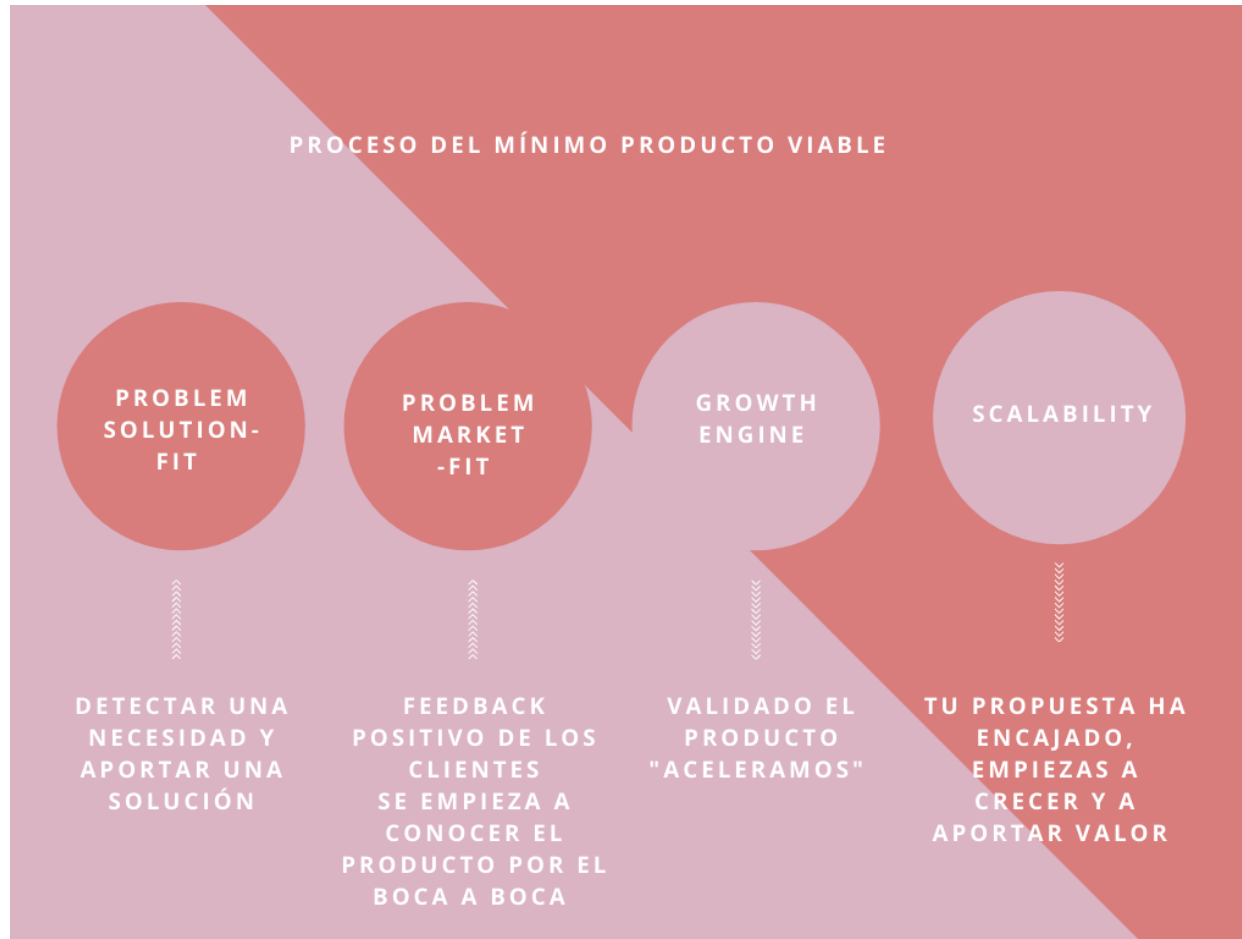 PROCESO DEL MÍNIMO PRODUCTO VIABLE
PROBLEM
SOLUTION-
FIT
PROBLEM
MARKET
-FIT
GROWTH
ENGINE
SCALABILITY
DETECTAR UNA
NECESIDAD Y
APORTAR UNA
SOLUCIÓN
FEEDBACK
POSITIVO DE LOS
CLIENTES
SE EMPIEZA A
CONOCER EL
PRODUCTO POR EL
BOCA A BOCA
VALIDADO EL
PRODUCTO
"ACELERAMOS"
TU PROPUESTA HA
ENCAJADO,
EMPIEZAS A
CRECER Y A
APORTAR VALOR